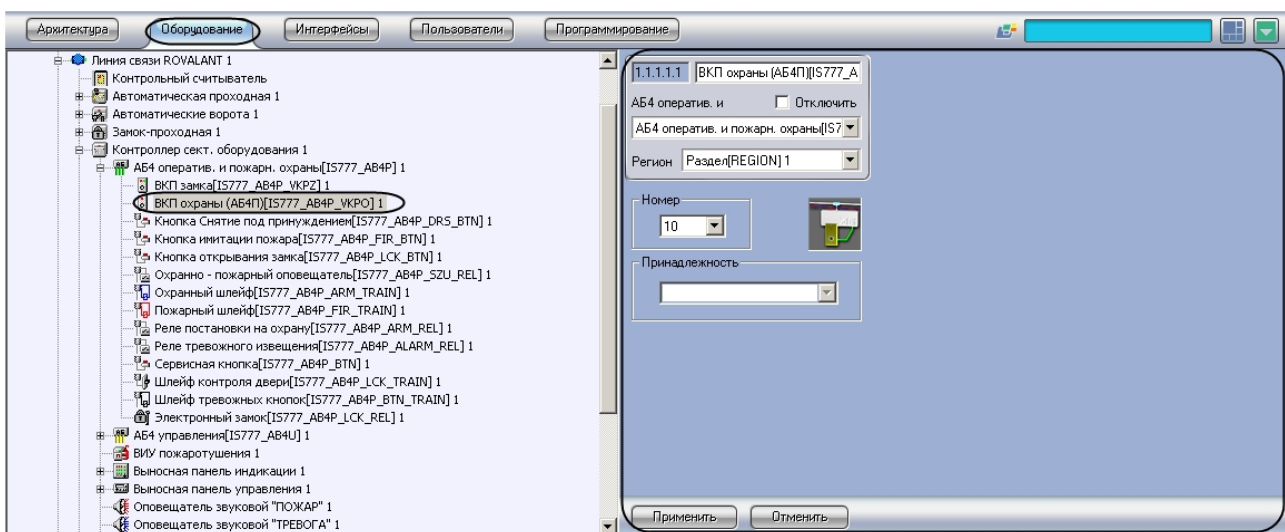 Архитектура Оборудование Интерфейсы Пользователи Программирование
Линия связи ROVALANT 1
Контрольный считыватель
Автоматическая проходная 1
Автоматические ворота 1
Замок-проходная 1
Контроллер сект. оборудования 1
АБ4 оператив. и пожарн. охраны[IS777_AB4P] 1
ВКП замка[IS777_AB4P_VKPZ] 1
ВКП охраны (АБ4П)[IS777_AB4P_VKPO] 1
Кнопка Снятие под принуждением[IS777_AB4P_DRS_BTN] 1
Кнопка имитации пожара[IS777_AB4P_FIR_BTN] 1
Кнопка открывания замка[IS777_AB4P_LCK_BTN] 1
Охранно - пожарный оповещатель[IS777_AB4P_SZU_REL] 1
Охранный шлейф[IS777_AB4P_ARM_TRAIN] 1
Пожарный шлейф[IS777_AB4P_FIR_TRAIN] 1
Реле постановки на охрану[IS777_AB4P_ARM_REL] 1
Реле тревожного извещения[IS777_AB4P_ALARM_REL] 1
Сервисная кнопка[IS777_AB4P_BTN] 1
Шлейф контроля двери[IS777_AB4P_LCK_TRAIN] 1
Шлейф тревожных кнопок[IS777_AB4P_BTN_TRAIN] 1
Электронный замок[IS777_AB4P_LCK_REL] 1
АБ4 управления[IS777_AB4U] 1
ВИУ пожаротушения 1
Выносная панель индикации 1
Выносная панель управления 1
Оповещатель звуковой "ПОЖАР" 1
Оповещатель звуковой "ТРЕВОГА" 1
1.1.1.1.1 ВКП охраны (АБ4П)[IS777_A
АБ4 оператив. и Отключить
АБ4 оператив. и пожарн. охраны[IS7
Регион Раздел[REGION] 1
Номер
10
Принадлежность
Применить Отменить